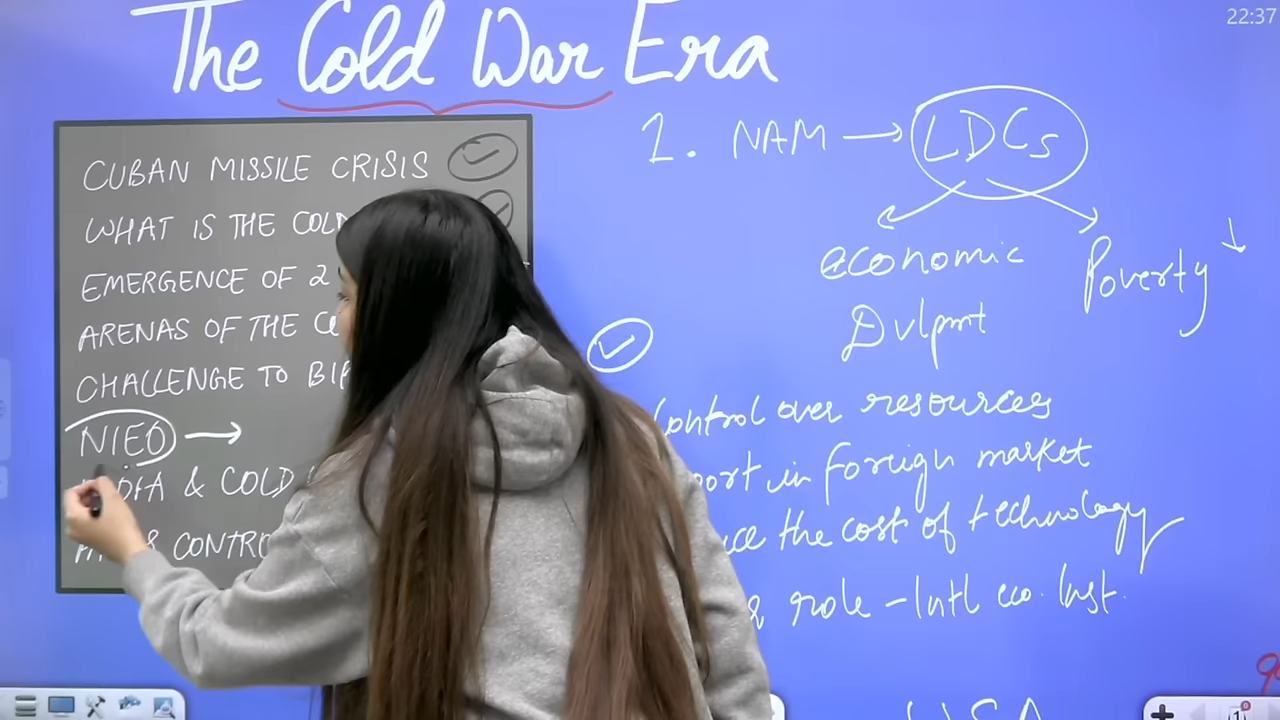 22:37
The Cold War Era
CUBAN MISSILE CRISIS
WHAT IS THE COLD
EMERGENCE OF 2
ARENAS OF THE
CHALLENGE TO BIP
NIEO →
& COLD
CONTRO
1. NAM → LDCs
economic
Dvlpmt
Poverty ↓
Control over resources
in foreign market
the cost of technology
role - Intl eco. Inst.
USA